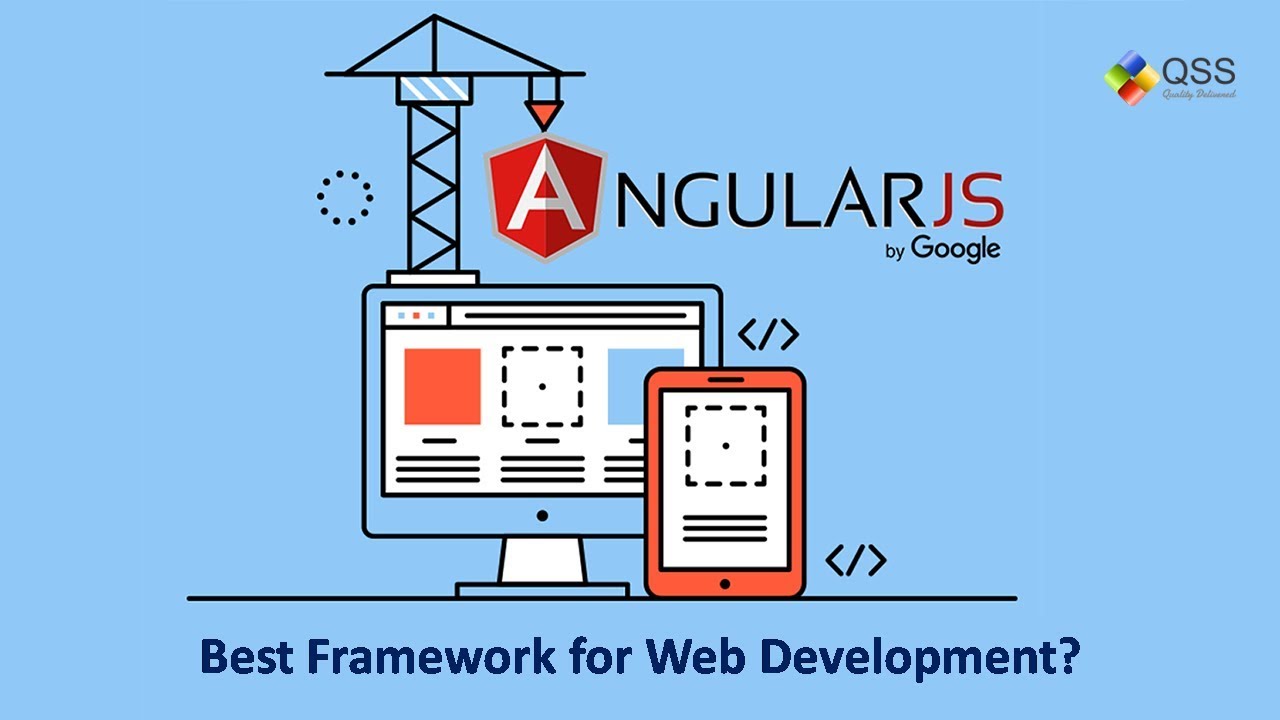 QSS
Quality Delivered
ANGULARJS
by Google
</>
</>
Best Framework for Web Development?